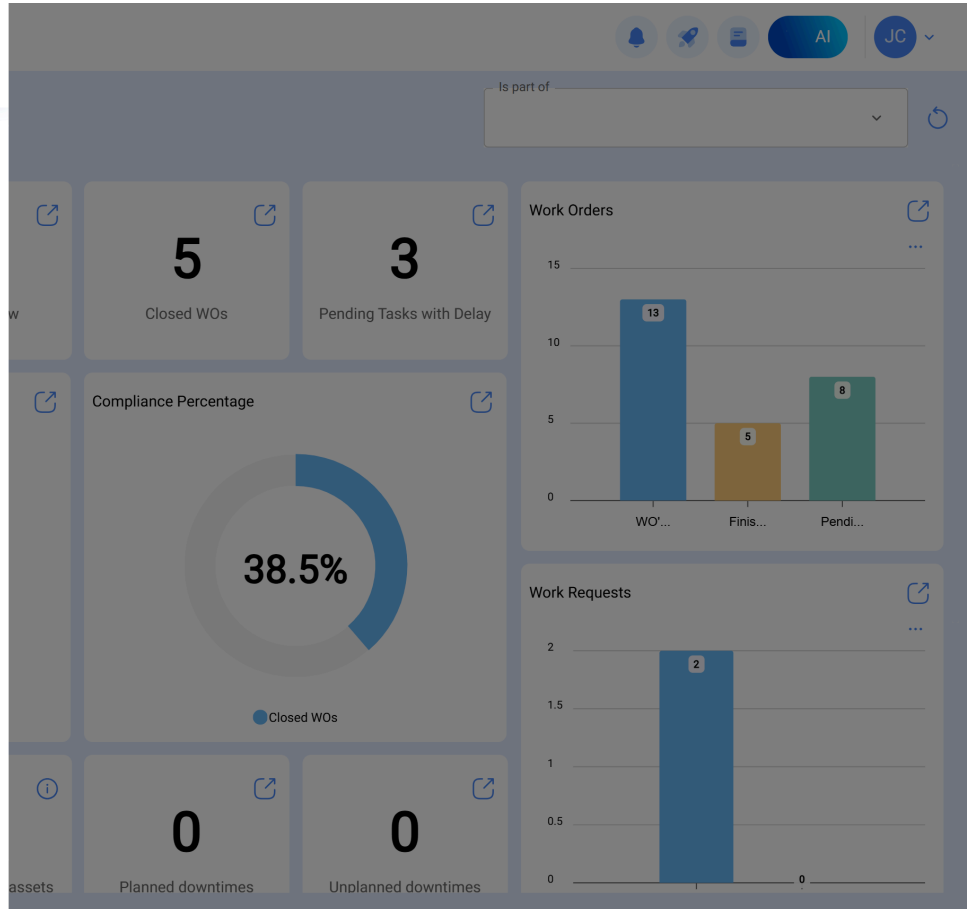 AI
JC
Is part of
w
5
Closed WOs
3
Pending Tasks with Delay
Work Orders
...
15
10
5
0
13
5
8
WO'...
Finis...
Pendi...
Compliance Percentage
38.5%
Closed WOs
Work Requests
...
2
1.5
1
0.5
0
2
0
assets
0
Planned downtimes
0
Unplanned downtimes